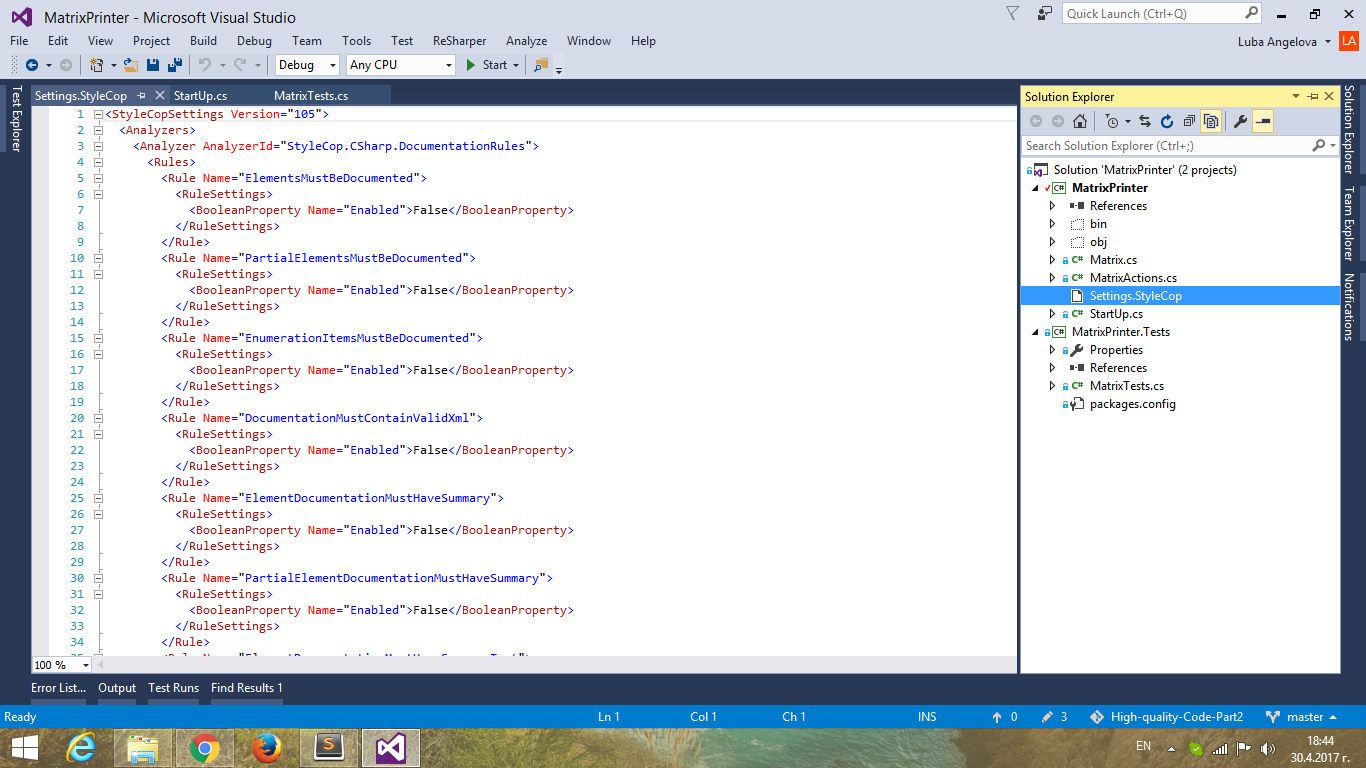 MatrixPrinter - Microsoft Visual Studio
Quick Launch (Ctrl+Q)
File Edit View Project Build Debug Team Tools Test ReSharper Analyze Window Help
Luba Angelova LA
Debug Any CPU Start
Test Explorer
Settings.StyleCop StartUp.cs MatrixTests.cs
1 <StyleCopSettings Version="105">
2 <Analyzers>
3 <Analyzer AnalyzerId="StyleCop.CSharp.DocumentationRules">
4 <Rules>
5 <Rule Name="ElementsMustBeDocumented">
6 <RuleSettings>
7 <BooleanProperty Name="Enabled">False</BooleanProperty>
8 </RuleSettings>
9 </Rule>
10 <Rule Name="PartialElementsMustBeDocumented">
11 <RuleSettings>
12 <BooleanProperty Name="Enabled">False</BooleanProperty>
13 </RuleSettings>
14 </Rule>
15 <Rule Name="EnumerationItemsMustBeDocumented">
16 <RuleSettings>
17 <BooleanProperty Name="Enabled">False</BooleanProperty>
18 </RuleSettings>
19 </Rule>
20 <Rule Name="DocumentationMustContainValidXml">
21 <RuleSettings>
22 <BooleanProperty Name="Enabled">False</BooleanProperty>
23 </RuleSettings>
24 </Rule>
25 <Rule Name="ElementDocumentationMustHaveSummary">
26 <RuleSettings>
27 <BooleanProperty Name="Enabled">False</BooleanProperty>
28 </RuleSettings>
29 </Rule>
30 <Rule Name="PartialElementDocumentationMustHaveSummary">
31 <RuleSettings>
32 <BooleanProperty Name="Enabled">False</BooleanProperty>
33 </RuleSettings>
34 </Rule>
100 %
Solution Explorer
Search Solution Explorer (Ctrl+;)
Solution 'MatrixPrinter' (2 projects)
C# MatrixPrinter
References
bin
obj
C# Matrix.cs
C# MatrixActions.cs
Settings.StyleCop
C# StartUp.cs
C# MatrixPrinter.Tests
Properties
References
C# MatrixTests.cs
packages.config
Solution Explorer
Team Explorer
Notifications
Error List... Output Test Runs Find Results 1
Ready Ln 1 Col 1 Ch 1 INS 0 3 High-quality-Code-Part2 master
EN
18:44
30.4.2017 г.